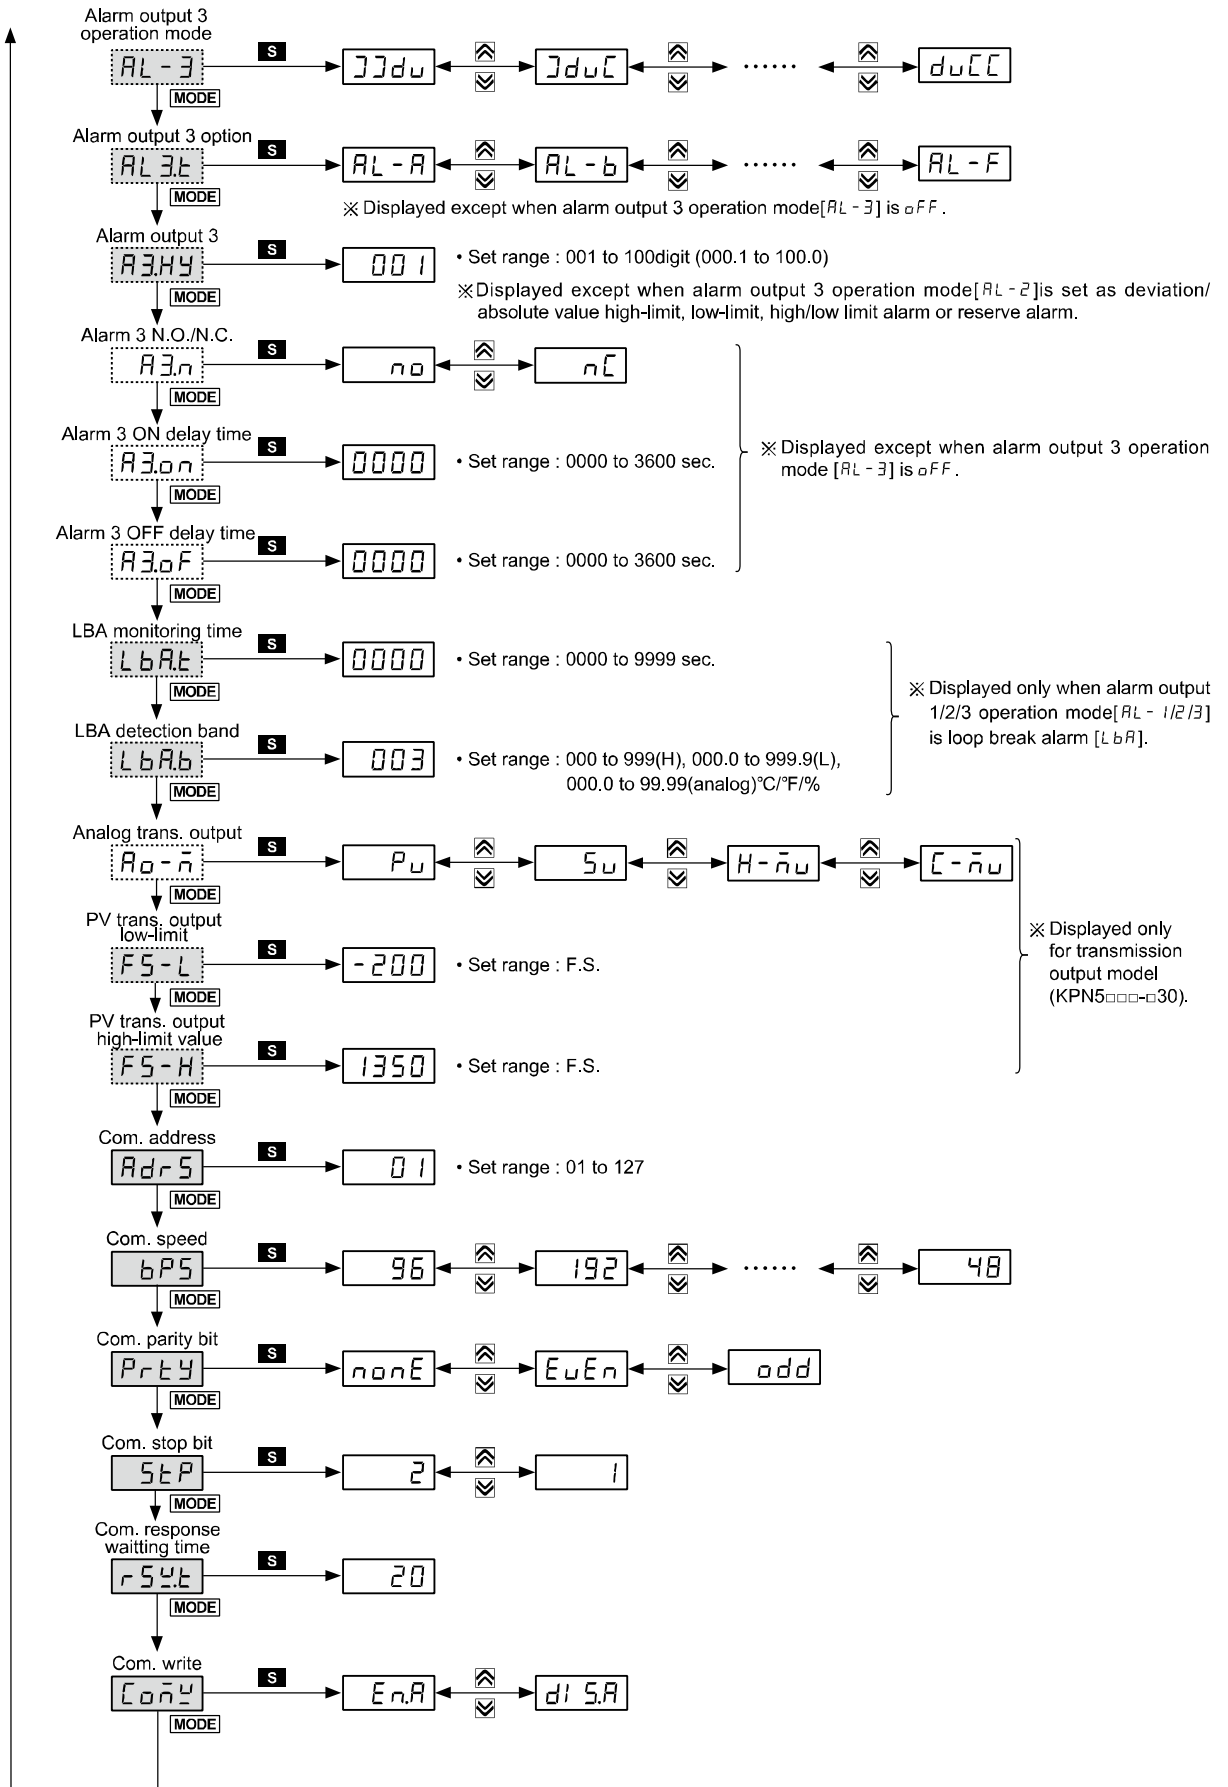 Alarm output 3
operation mode
AL-3 S ]]du ]duC ······ duCC
MODE
Alarm output 3 option
AL3.t S AL-A AL-b ······ AL-F
MODE
※ Displayed except when alarm output 3 operation mode[AL-3] is oFF.
Alarm output 3
A3.HY S 001 • Set range : 001 to 100digit (000.1 to 100.0)
MODE
※Displayed except when alarm output 3 operation mode[AL-2]is set as deviation/
absolute value high-limit, low-limit, high/low limit alarm or reserve alarm.
Alarm 3 N.O./N.C.
A3.n S no nC
MODE
Alarm 3 ON delay time
A3.on S 0000 • Set range : 0000 to 3600 sec.
MODE
※ Displayed except when alarm output 3 operation
mode [AL-3] is oFF.
Alarm 3 OFF delay time
A3.oF S 0000 • Set range : 0000 to 3600 sec.
MODE
LBA monitoring time
LbA.t S 0000 • Set range : 0000 to 9999 sec.
MODE
※ Displayed only when alarm output
1/2/3 operation mode[AL-1/2/3]
is loop break alarm [LbA].
LBA detection band
LbA.b S 003 • Set range : 000 to 999(H), 000.0 to 999.9(L),
000.0 to 99.99(analog)°C/°F/%
MODE
Analog trans. output
Ao-m S Pu Su H-mu C-mu
MODE
PV trans. output
low-limit
FS-L S -200 • Set range : F.S.
MODE
※ Displayed only
for transmission
output model
(KPN5□□□-□30).
PV trans. output
high-limit value
FS-H S 1350 • Set range : F.S.
MODE
Com. address
AdrS S 01 • Set range : 01 to 127
MODE
Com. speed
bPS S 96 192 ······ 48
MODE
Com. parity bit
PrtY S nonE EuEn odd
MODE
Com. stop bit
StP S 2 1
MODE
Com. response
waitting time
rSW.t S 20
MODE
Com. write
ComW S En.A dIS.A
MODE